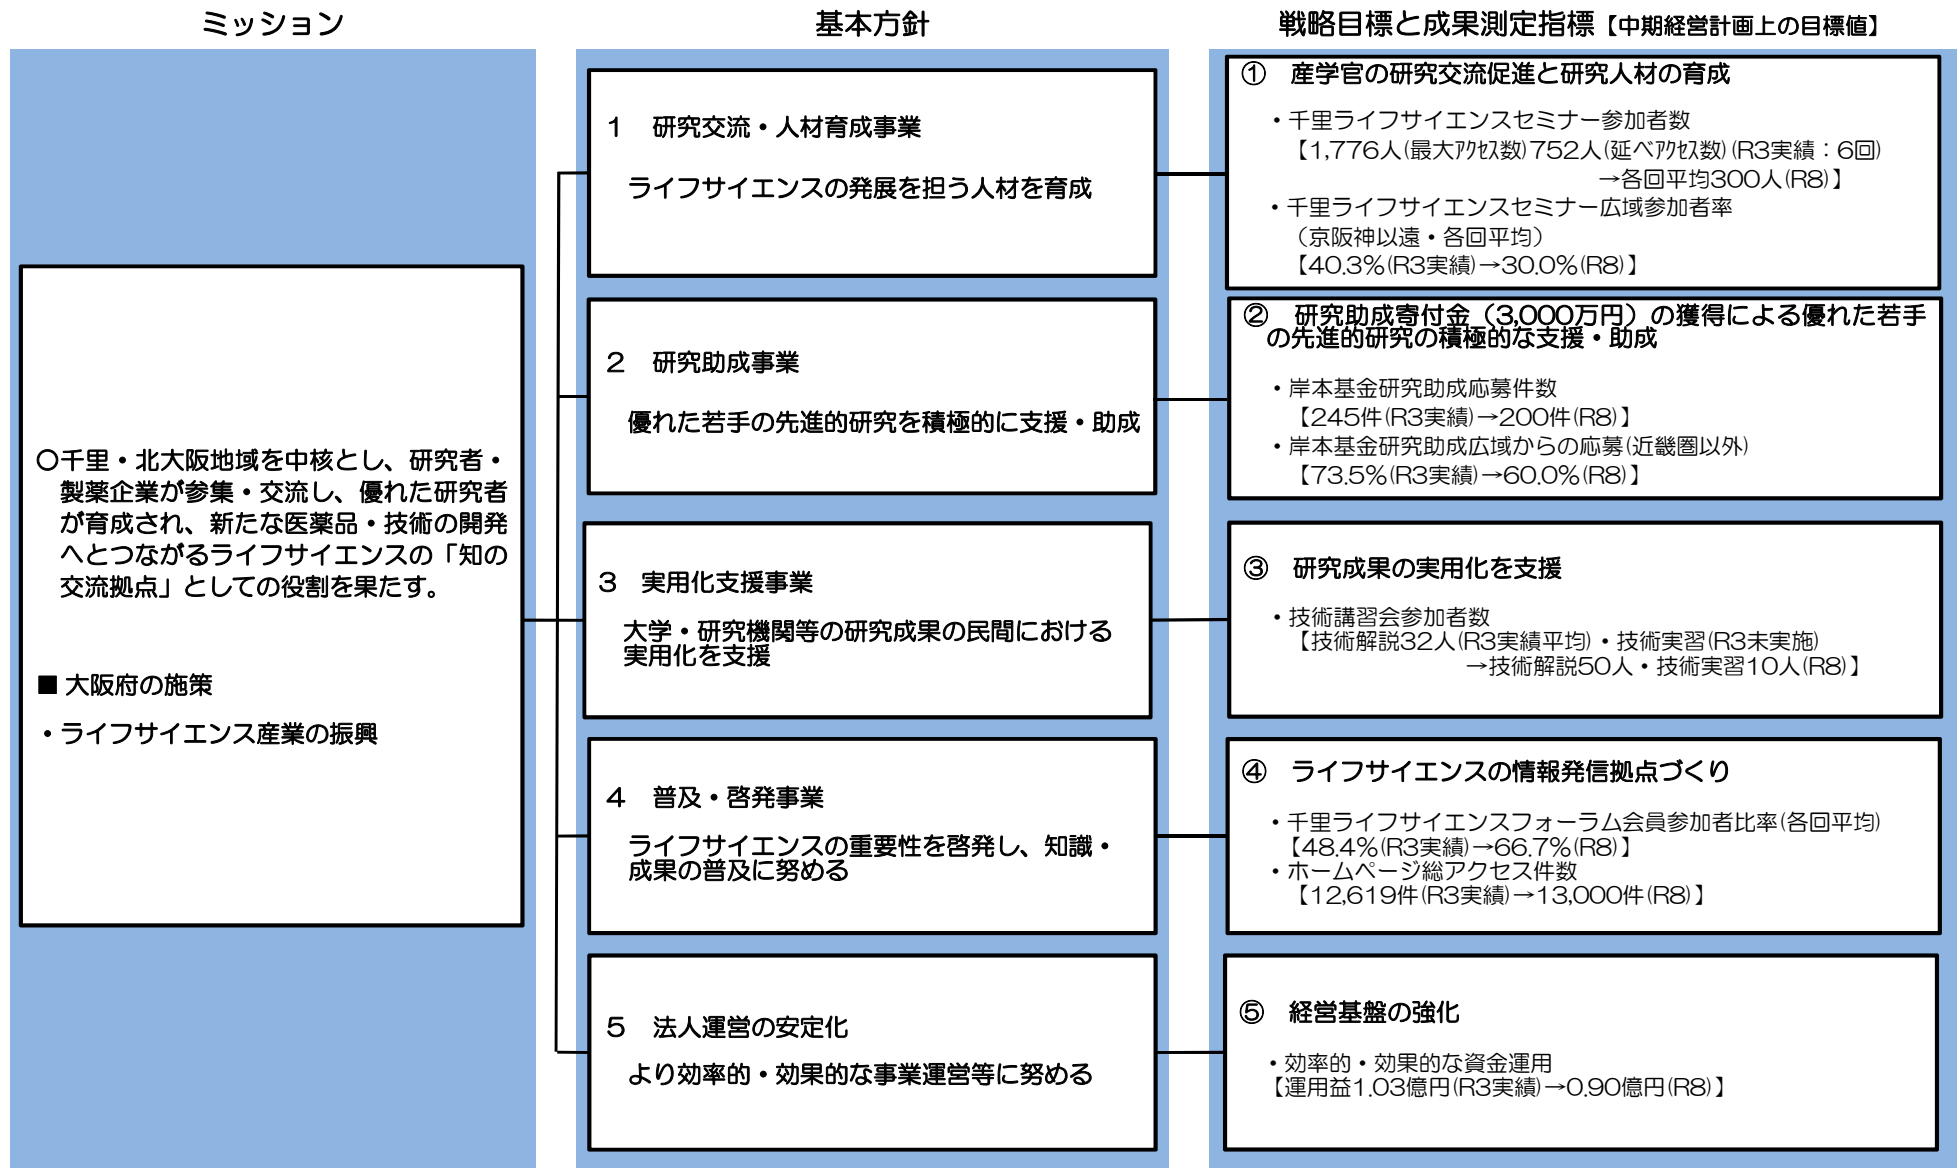 ミッション
○千里・北大阪地域を中核とし、研究者・
製薬企業が参集・交流し、優れた研究者
が育成され、新たな医薬品・技術の開発
へとつながるライフサイエンスの「知の
交流拠点」としての役割を果たす。
■ 大阪府の施策
・ライフサイエンス産業の振興
基本方針
1　研究交流・人材育成事業
ライフサイエンスの発展を担う人材を育成
2　研究助成事業
優れた若手の先進的研究を積極的に支援・助成
3　実用化支援事業
大学・研究機関等の研究成果の民間における
実用化を支援
4　普及・啓発事業
ライフサイエンスの重要性を啓発し、知識・
成果の普及に努める
5　法人運営の安定化
より効率的・効果的な事業運営等に努める
戦略目標と成果測定指標【中期経営計画上の目標値】
①　産学官の研究交流促進と研究人材の育成
・千里ライフサイエンスセミナー参加者数
【1,776人(最大ｱｸｾｽ数)752人(延べｱｸｾｽ数)(R3実績：6回)
→各回平均300人(R8)】
・千里ライフサイエンスセミナー広域参加者率
（京阪神以遠・各回平均）
【40.3%(R3実績)→30.0%(R8)】
②　研究助成寄付金（3,000万円）の獲得による優れた若手
の先進的研究の積極的な支援・助成
・岸本基金研究助成応募件数
【245件(R3実績)→200件(R8)】
・岸本基金研究助成広域からの応募(近畿圏以外)
【73.5%(R3実績)→60.0%(R8)】
③　研究成果の実用化を支援
・技術講習会参加者数
【技術解説32人(R3実績平均)・技術実習(R3未実施)
→技術解説50人・技術実習10人(R8)】
④　ライフサイエンスの情報発信拠点づくり
・千里ライフサイエンスフォーラム会員参加者比率(各回平均)
【48.4%(R3実績)→66.7%(R8)】
・ホームページ総アクセス件数
【12,619件(R3実績)→13,000件(R8)】
⑤　経営基盤の強化
・効率的・効果的な資金運用
【運用益1.03億円(R3実績)→0.90億円(R8)】